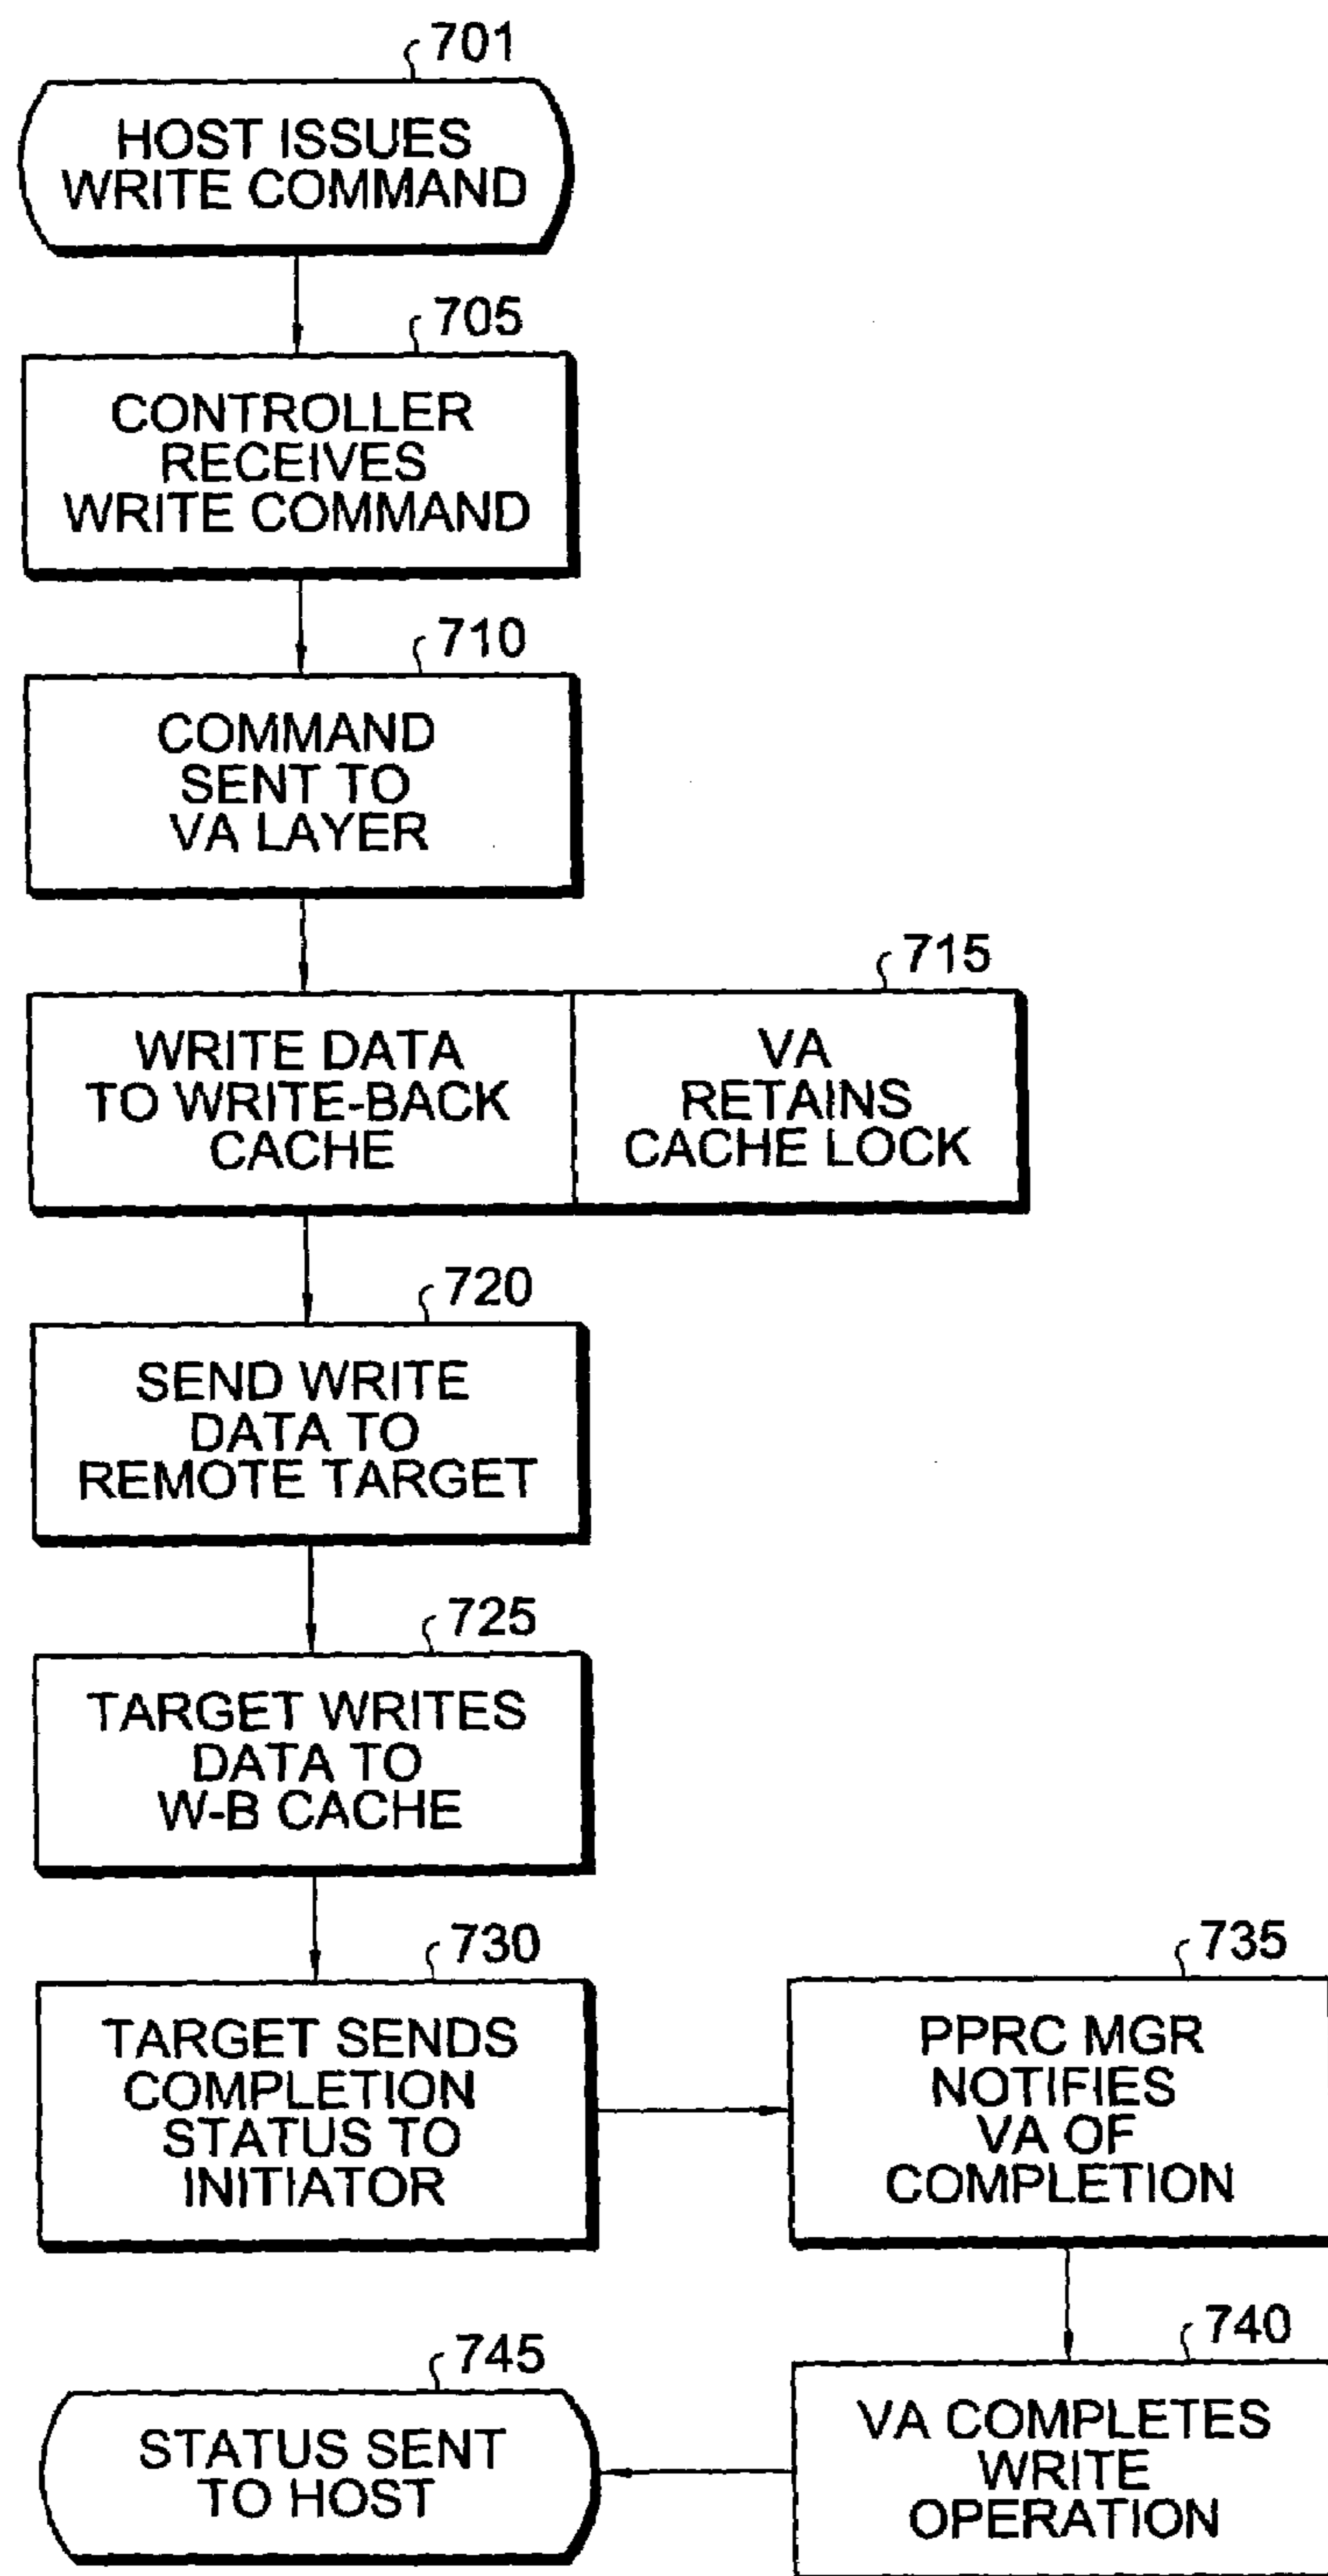 701
HOST ISSUES
WRITE COMMAND
705
CONTROLLER
RECEIVES
WRITE COMMAND
710
COMMAND
SENT TO
VA LAYER
715
WRITE DATA
TO WRITE-BACK
CACHE
VA
RETAINS
CACHE LOCK
720
SEND WRITE
DATA TO
REMOTE TARGET
725
TARGET WRITES
DATA TO
W-B CACHE
730
TARGET SENDS
COMPLETION
STATUS TO
INITIATOR
735
PPRC MGR
NOTIFIES
VA OF
COMPLETION
740
VA COMPLETES
WRITE
OPERATION
745
STATUS SENT
TO HOST